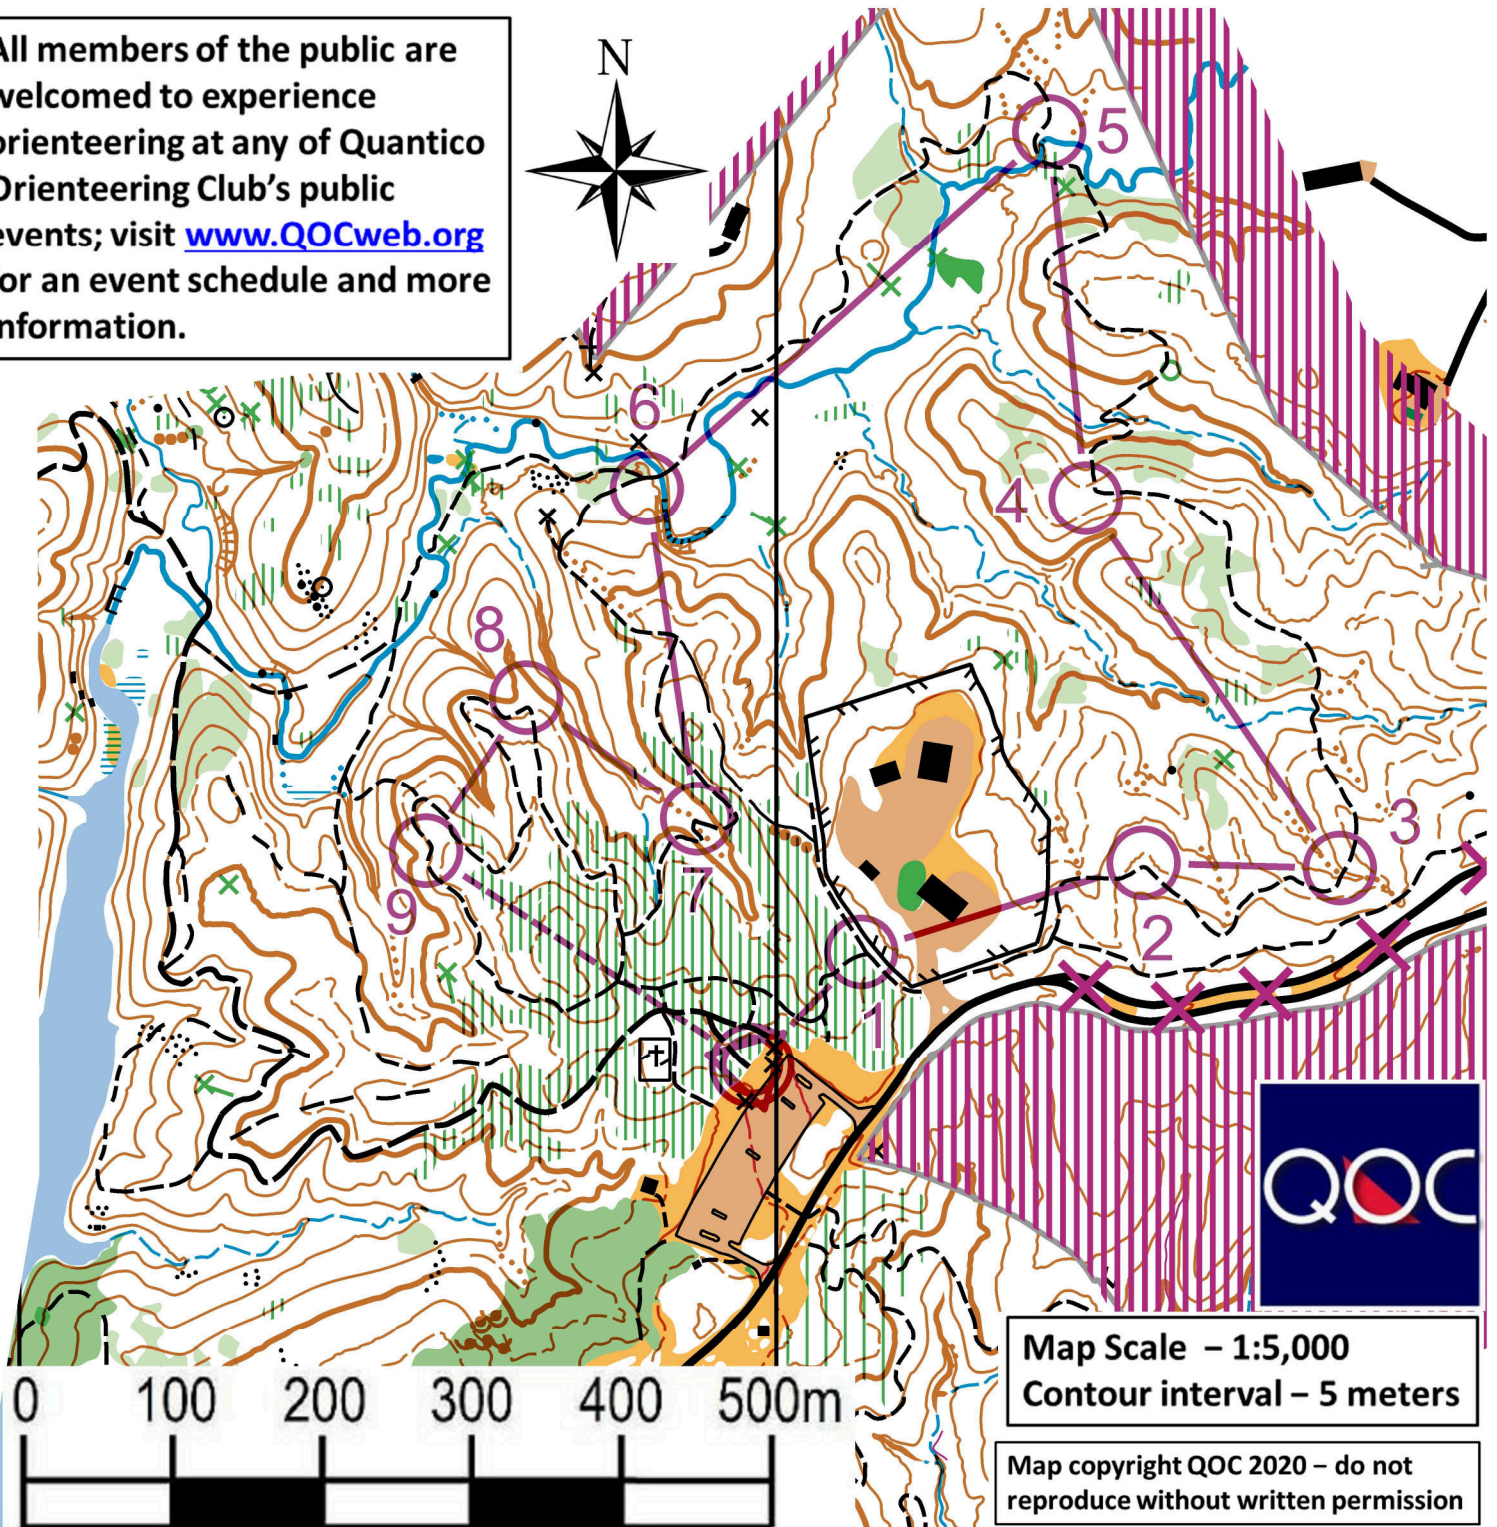 All members of the public are
welcomed to experience
orienteering at any of Quantico
Orienteering Club's public
events; visit www.QOCweb.org
for an event schedule and more
information.
N
5
6
4
8
3
7
9
2
1
QOC
Map Scale – 1:5,000
Contour interval – 5 meters
0 100 200 300 400 500m
Map copyright QOC 2020 – do not
reproduce without written permission